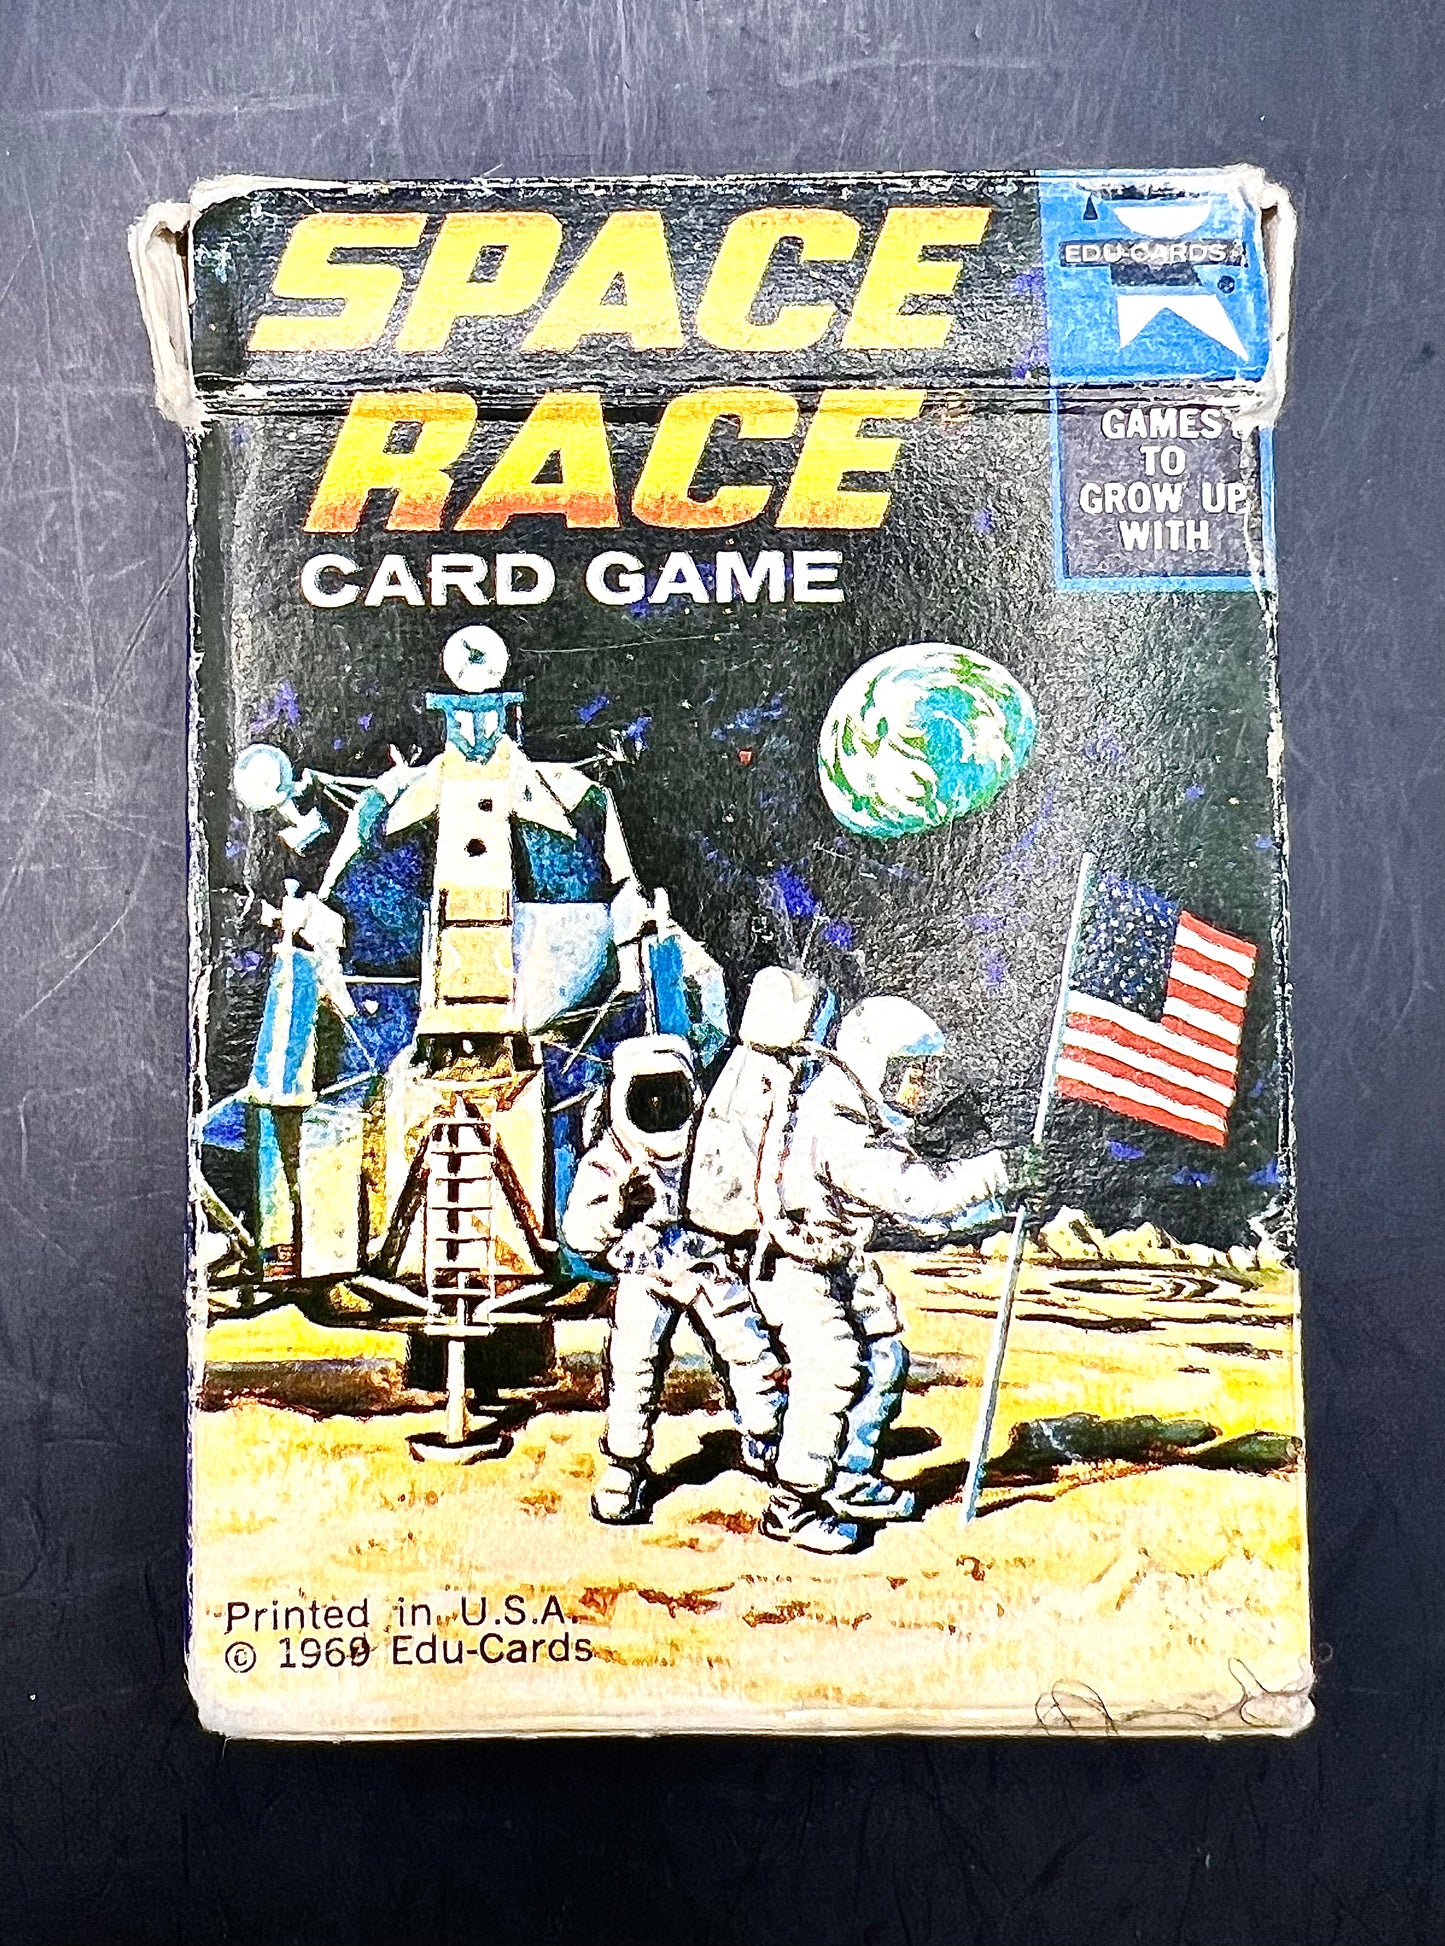 SPACE
RACE
CARD GAME
EDU-CARDS
GAMES
TO
GROW UP
WITH
Printed in U.S.A.
© 1969 Edu-Cards